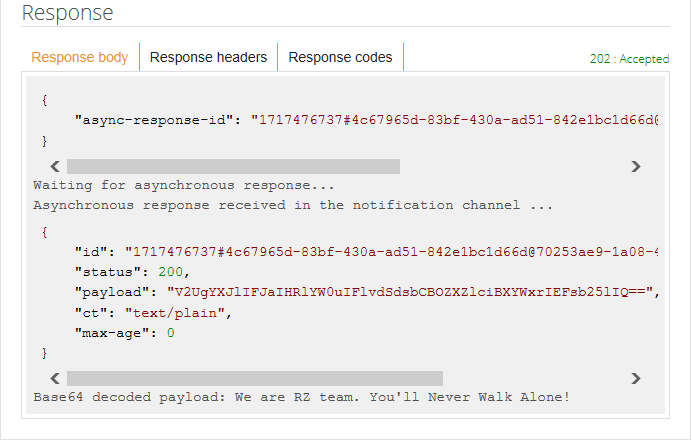 Response
Response body Response headers Response codes 202 : Accepted
{
"async-response-id": "1717476737#4c67965d-83bf-430a-ad51-842e1bc1d66d@
}
Waiting for asynchronous response...
Asynchronous response received in the notification channel ...
{
"id": "1717476737#4c67965d-83bf-430a-ad51-842e1bc1d66d@70253ae9-1a08-4
"status": 200,
"payload": "V2UgYXJlIFJaIHRlYW0uIFlvdSdsbCBOZXZlciBXYWxrIEFsb25lIQ==",
"ct": "text/plain",
"max-age": 0
}
Base64 decoded payload: We are RZ team. You'll Never Walk Alone!